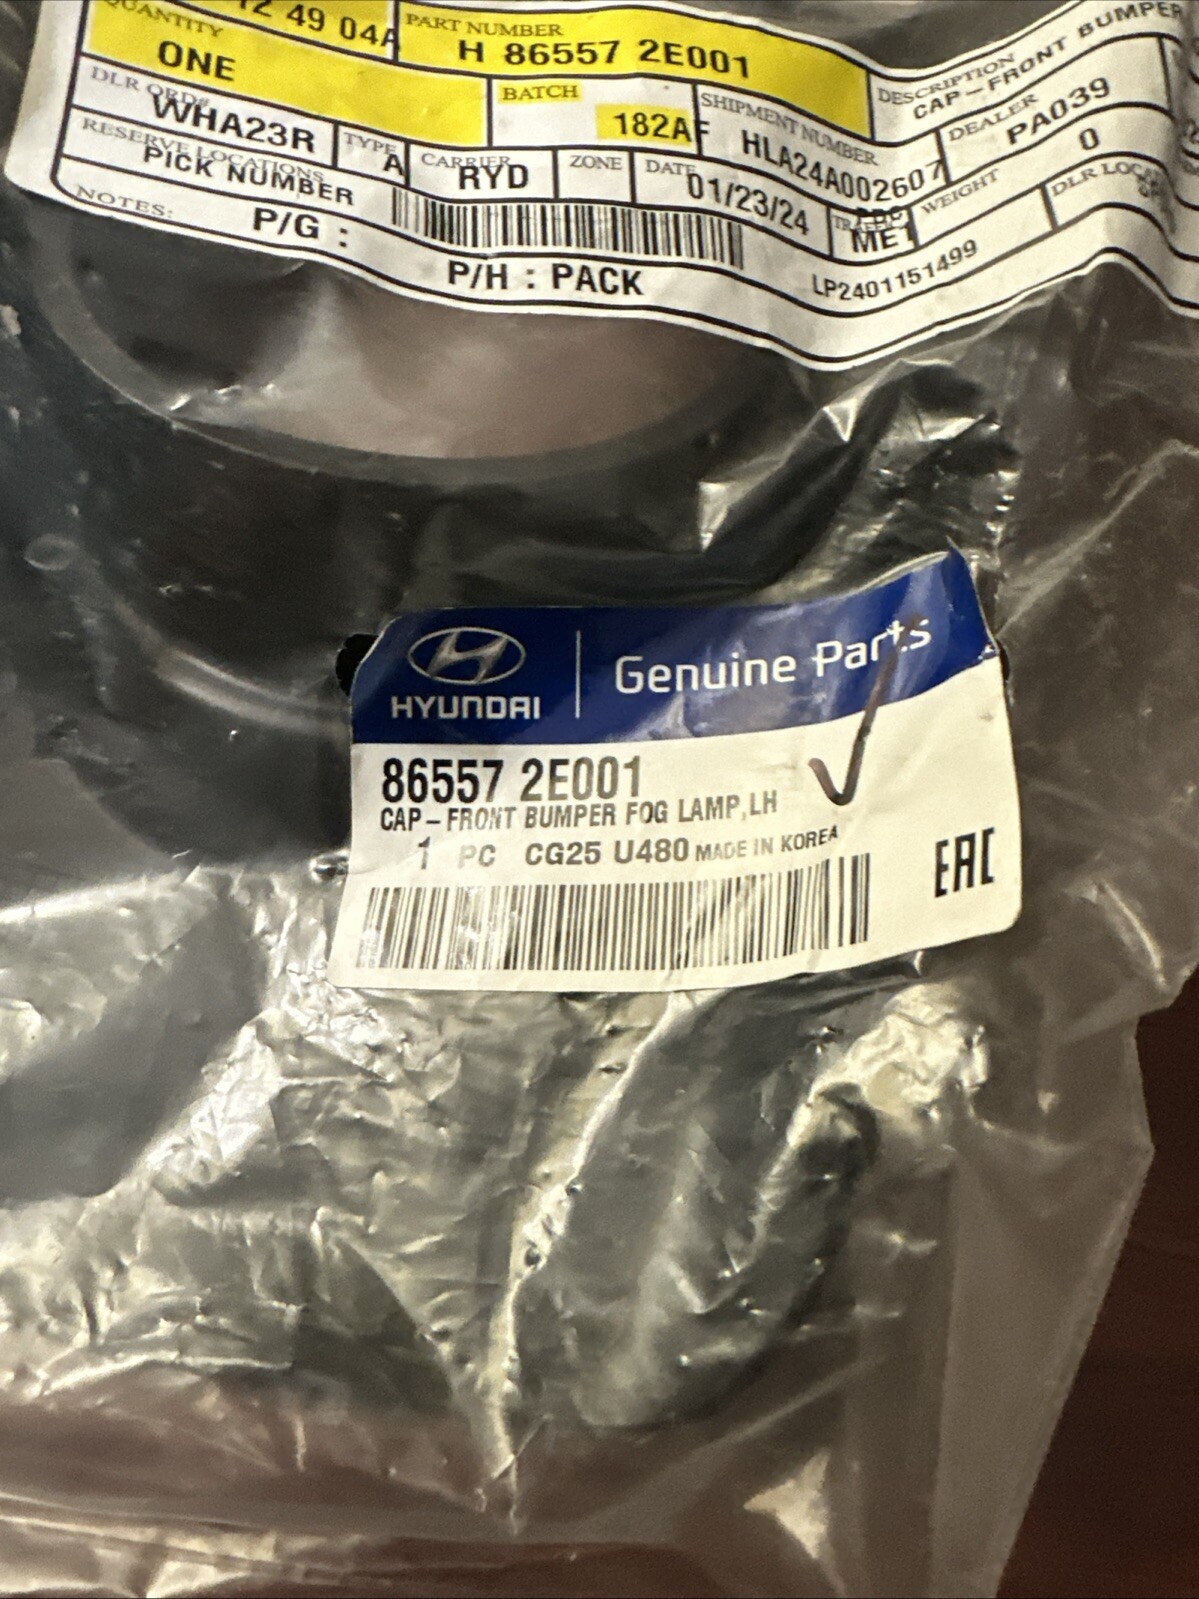 12 49 04A
QUANTITY
ONE
PART NUMBER
H 86557 2E001
DESCRIPTION
CAP-FRONT BUMPER
DLR ORD#
WHA23R
TYPE
A
BATCH
182AF
SHIPMENT NUMBER
HLA24A002607
DEALER
PA039
RESERVE LOCATIONS
PICK NUMBER
CARRIER
RYD
ZONE
DATE
01/23/24
WEIGHT
0
ME1
NOTES:
P/G :
P/H : PACK
LP2401151499
HYUNDAI
Genuine Parts
86557 2E001
CAP-FRONT BUMPER FOG LAMP,LH
1 PC CG25 U480 MADE IN KOREA
EAC